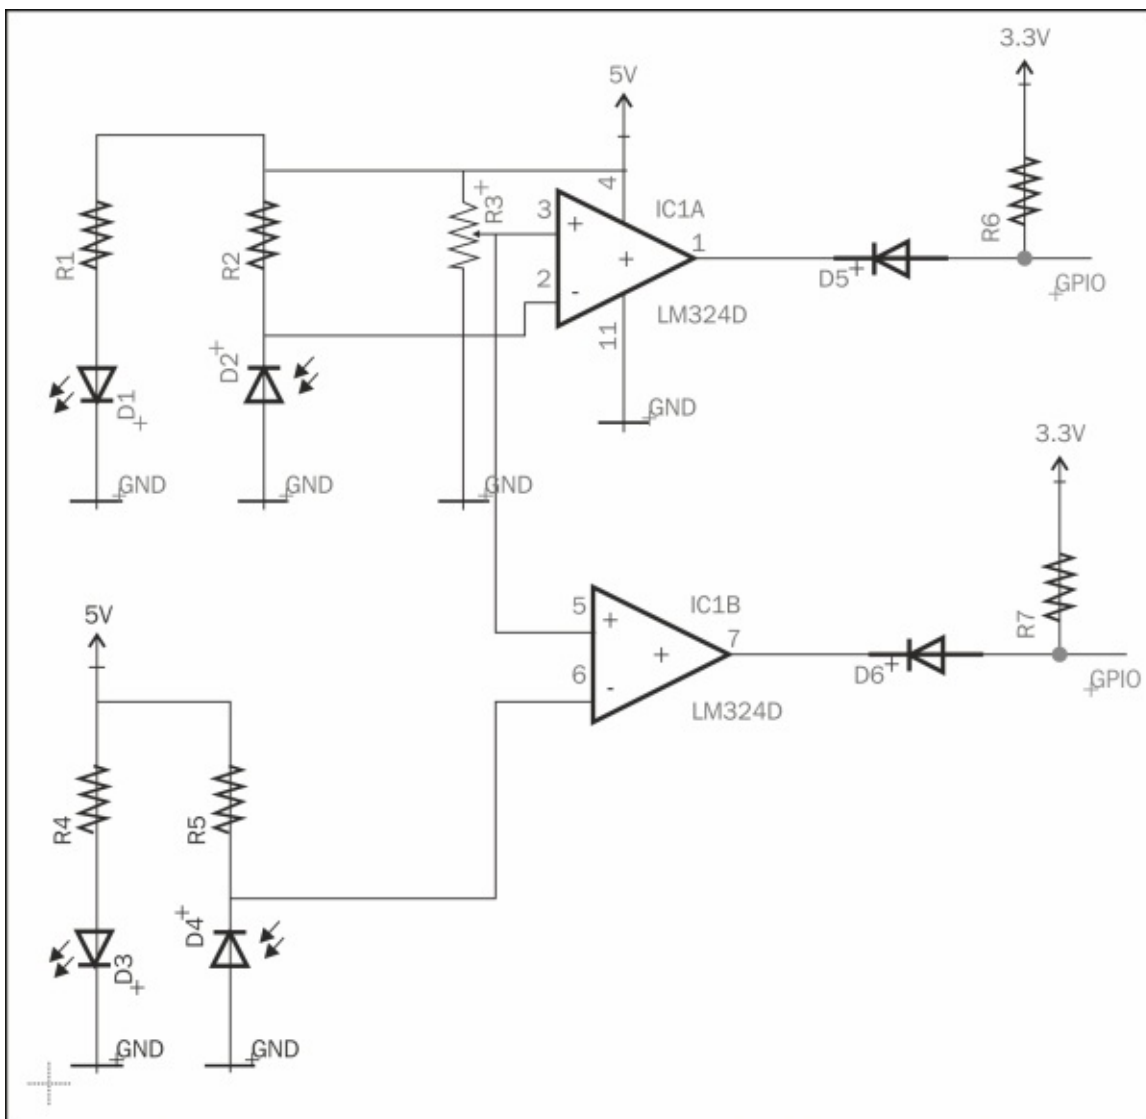 3.3V
5V
R1
R2
+
R3
3
+
2
-
4
+
11
IC1A
1
LM324D
D5
+
R6
+
GPIO
D1
+
+
D2
+
GND
+
GND
+
GND
+
GND
3.3V
5
+
6
-
+
IC1B
7
LM324D
D6
+
R7
+
GPIO
5V
R4
R5
D3
+
+
D4
+
GND
+
GND